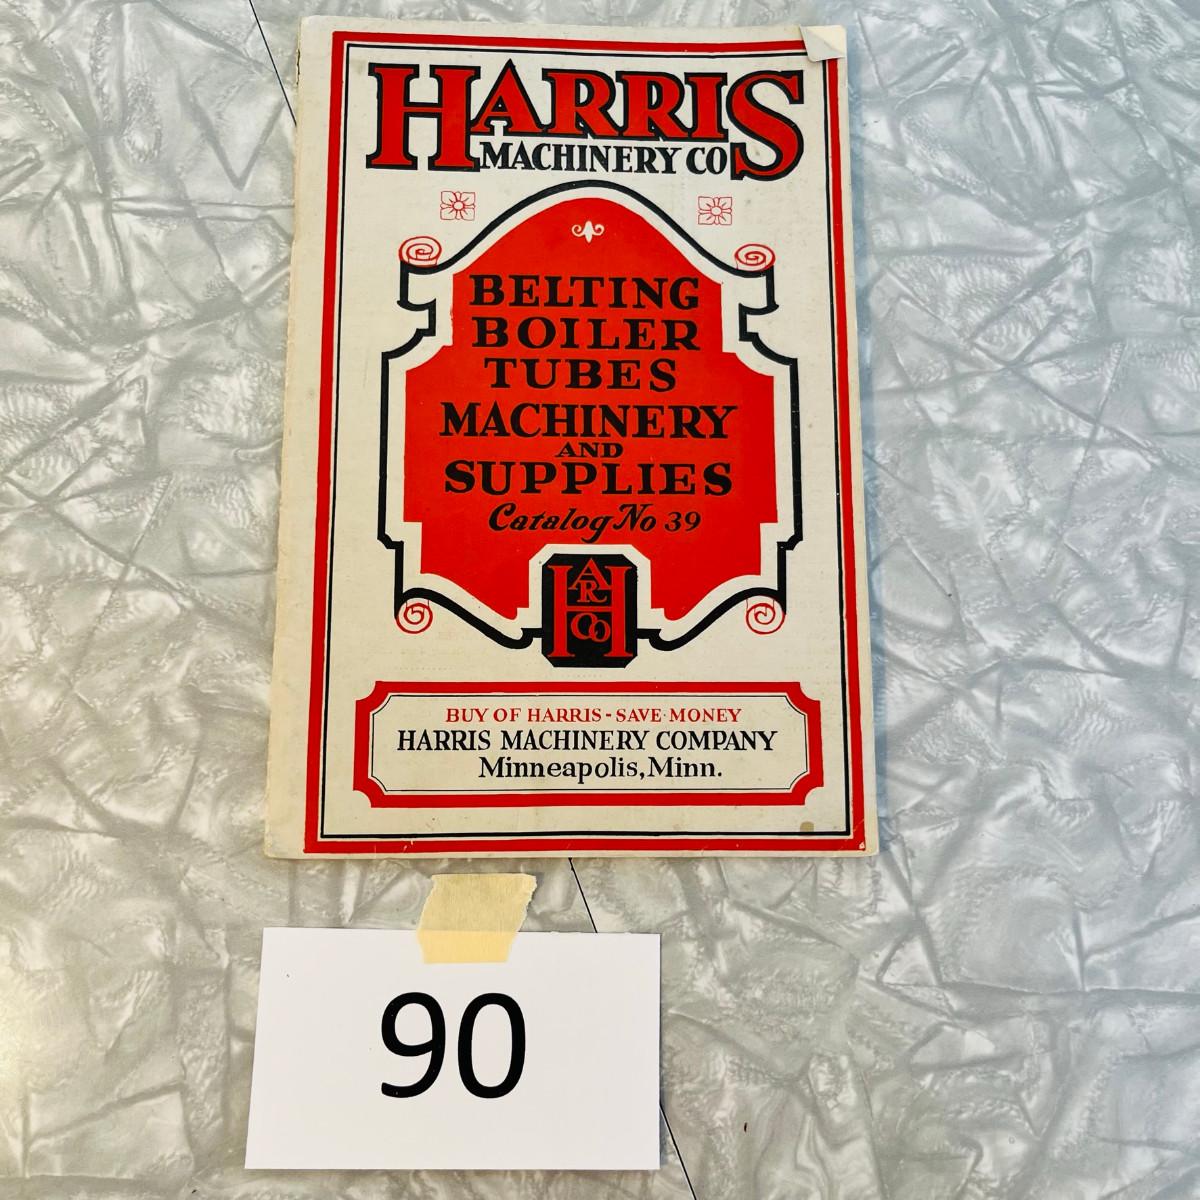 HARRIS
MACHINERY CO
BELTING
BOILER
TUBES
MACHINERY
AND
SUPPLIES
Catalog No 39
HARCO
BUY OF HARRIS - SAVE · MONEY
HARRIS MACHINERY COMPANY
Minneapolis, Minn.
90